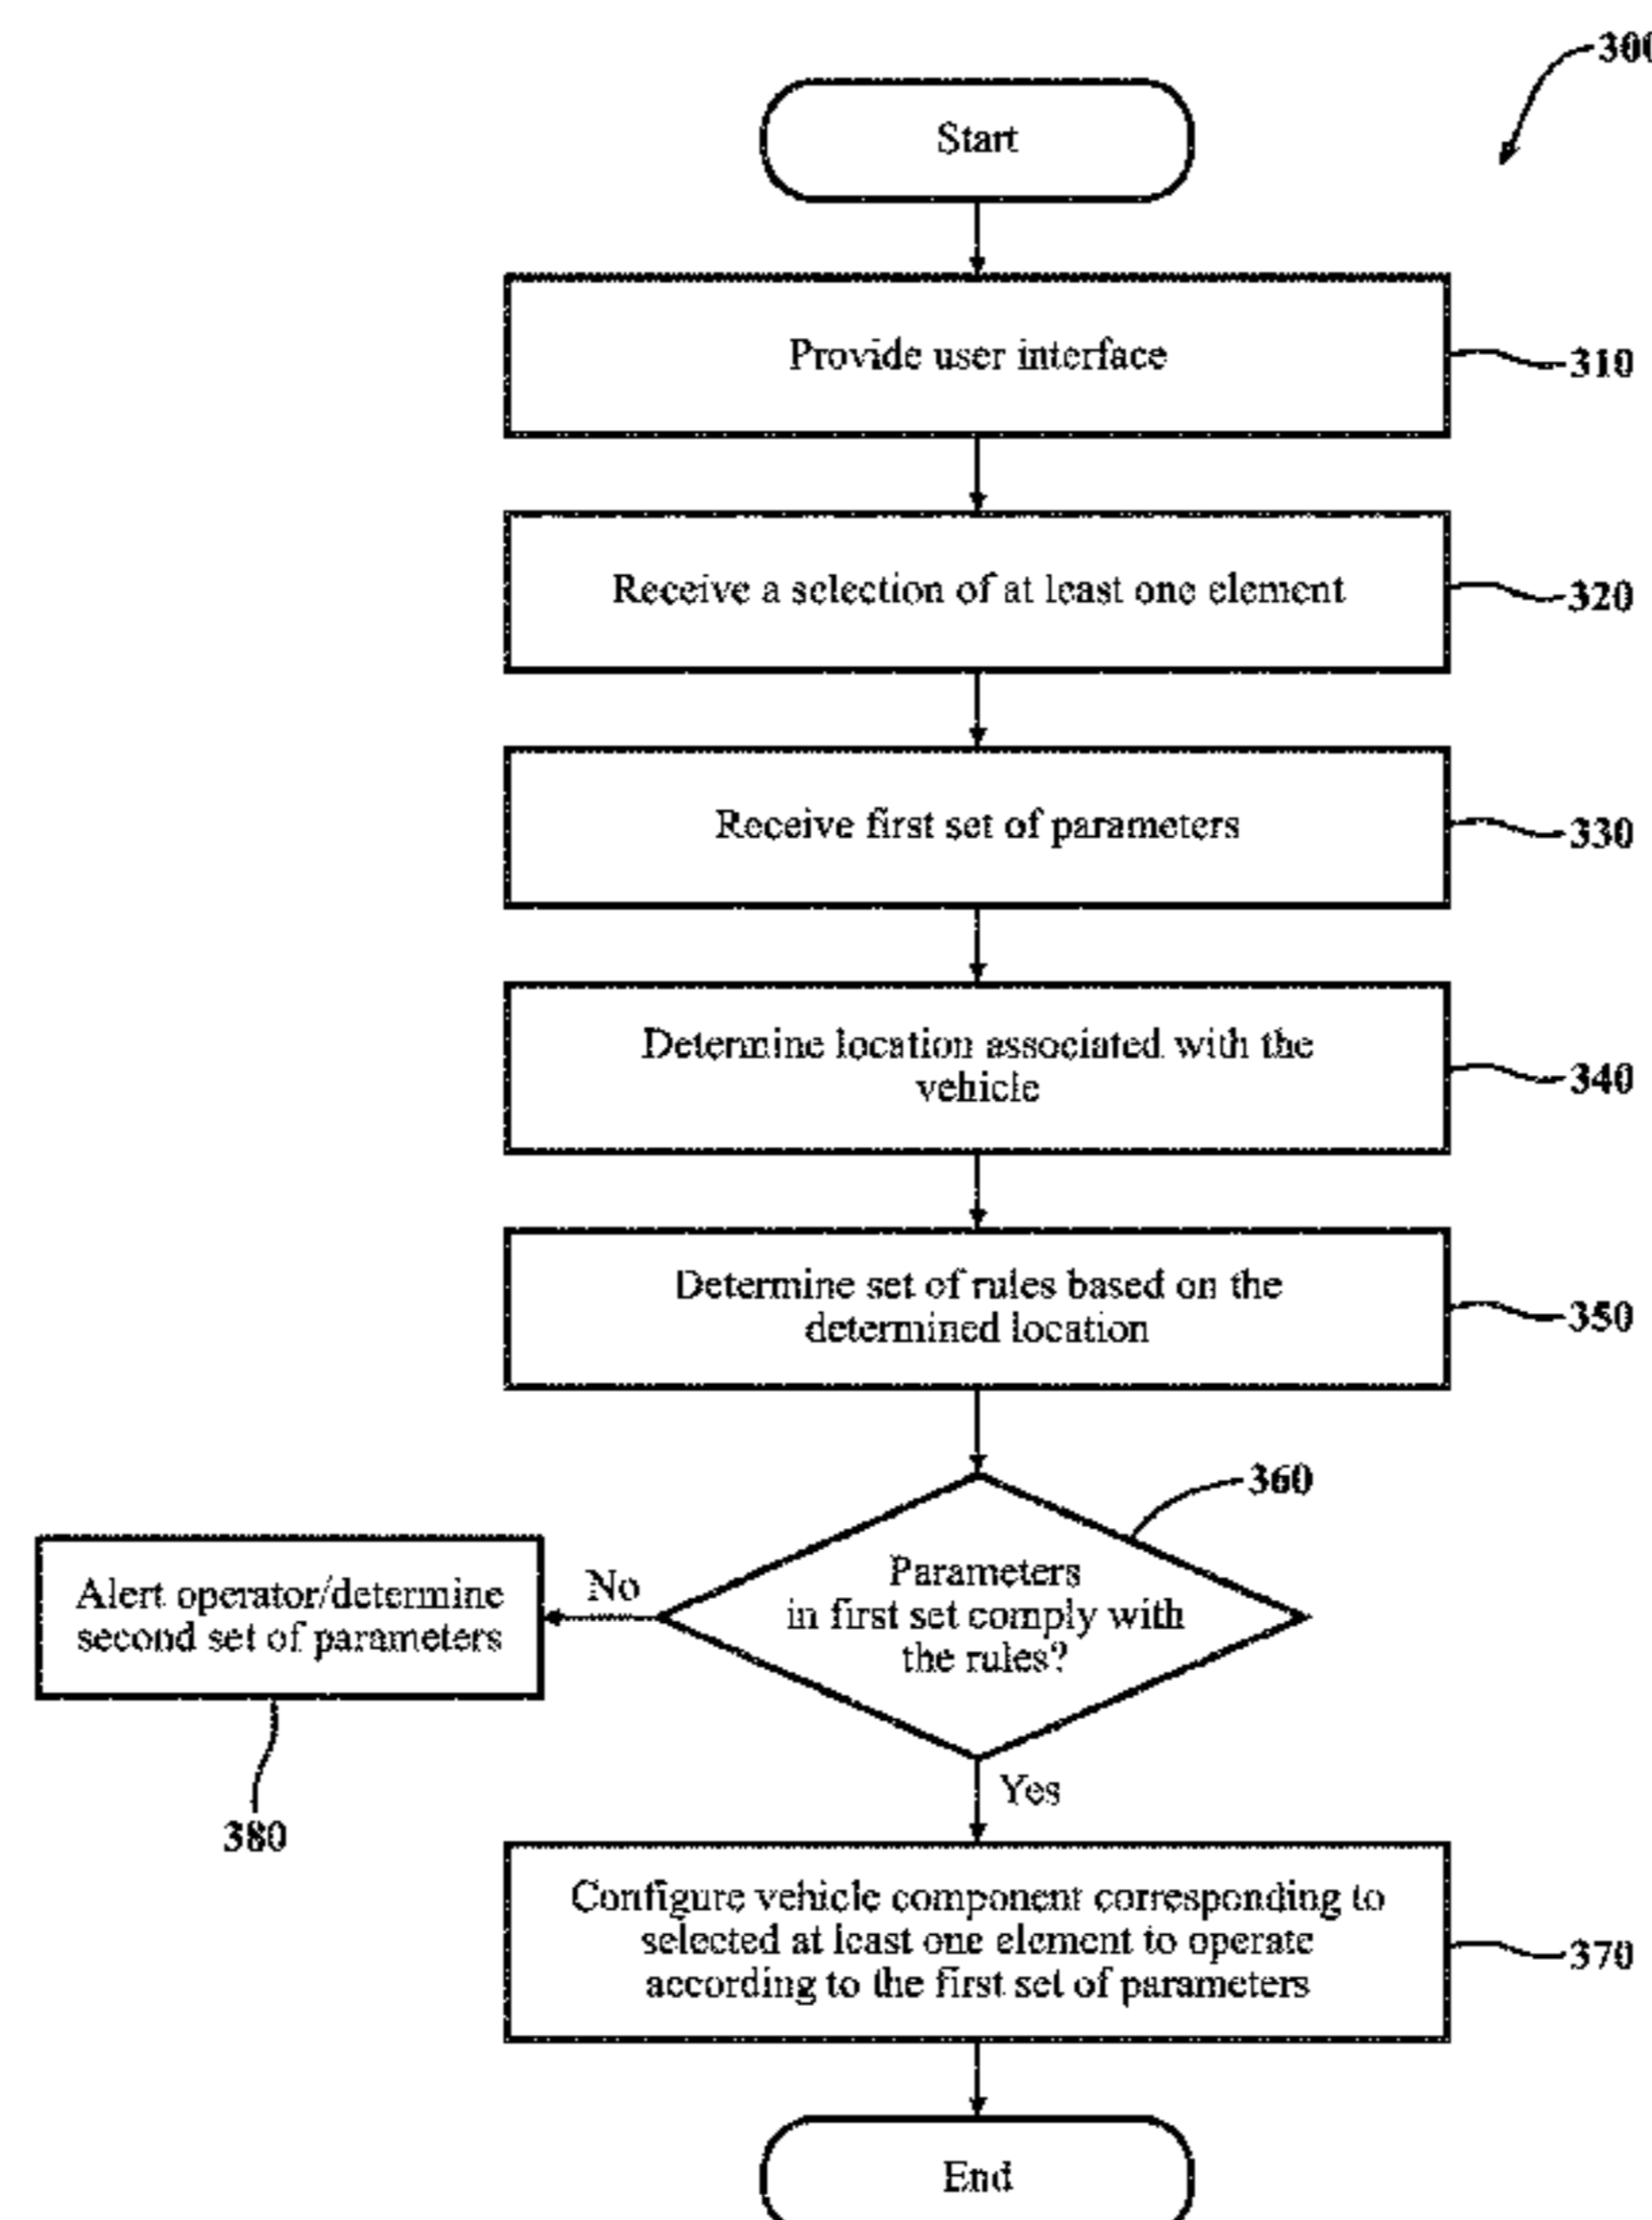 300
Start
Provide user interface
310
Receive a selection of at least one element
320
Receive first set of parameters
330
Determine location associated with the
vehicle
340
Determine set of rules based on the
determined location
350
360
Parameters
in first set comply with
the rules?
No
Alert operator/determine
second set of parameters
380
Yes
Configure vehicle component corresponding to
selected at least one element to operate
according to the first set of parameters
370
End